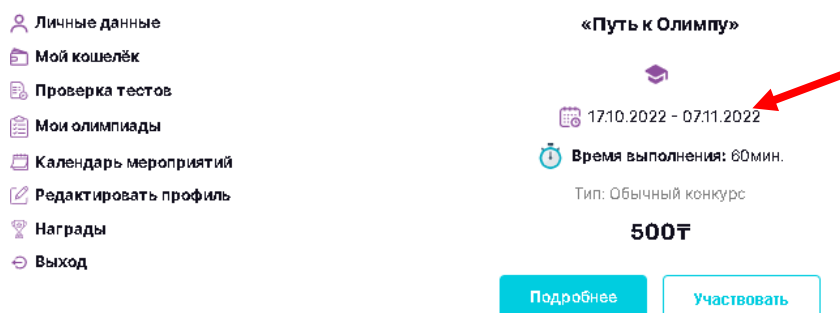 Личные данные
Мой кошелёк
Проверка тестов
Мои олимпиады
Календарь мероприятий
Редактировать профиль
Награды
Выход
«Путь к Олимпу»
17.10.2022 - 07.11.2022
Время выполнения: 60мин.
Тип: Обычный конкурс
500₸
Подробнее
Участвовать